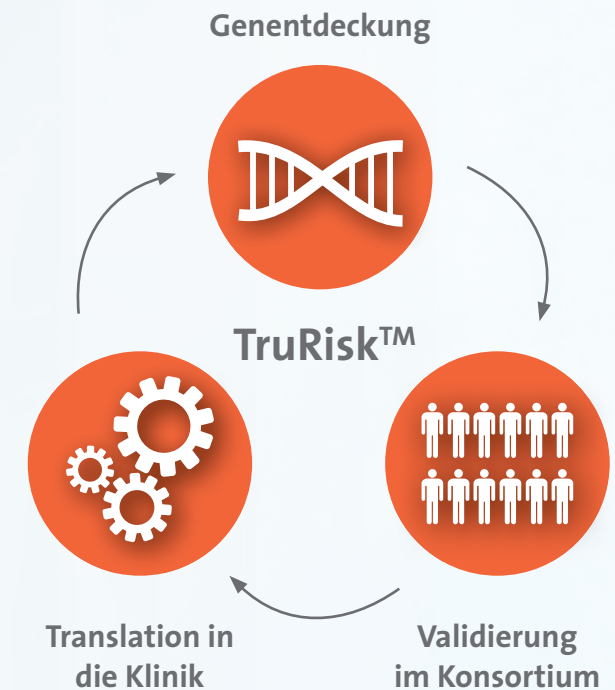 Genentdeckung
TruRisk™
Translation in
die Klinik
Validierung
im Konsortium